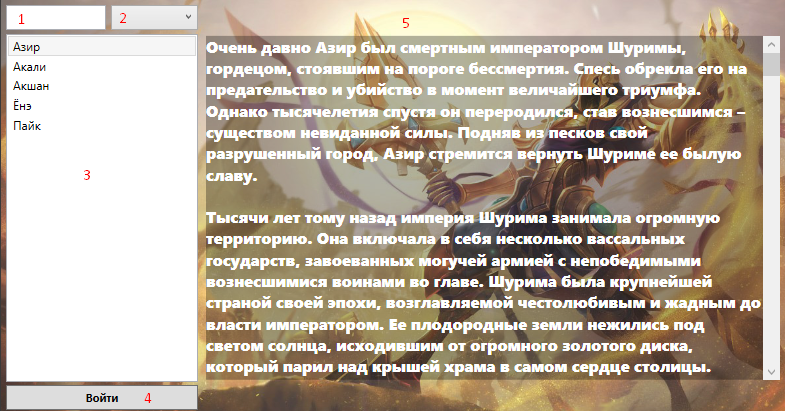 1
2
5
Азир
Акали
Акшан
Ёнэ
Пайк
3
Войти 4
Очень давно Азир был смертным императором Шуримы,
гордецом, стоявшим на пороге бессмертия. Спесь обрекла его на
предательство и убийство в момент величайшего триумфа.
Однако тысячелетия спустя он переродился, став вознесшимся –
существом невиданной силы. Подняв из песков свой
разрушенный город, Азир стремится вернуть Шуриме ее былую
славу.
Тысячи лет тому назад империя Шурима занимала огромную
территорию. Она включала в себя несколько вассальных
государств, завоеванных могучей армией с непобедимыми
вознесшимися воинами во главе. Шурима была крупнейшей
страной своей эпохи, возглавляемой честолюбивым и жадным до
власти императором. Ее плодородные земли нежились под
светом солнца, исходившим от огромного золотого диска,
который парил над крышей храма в самом сердце столицы.